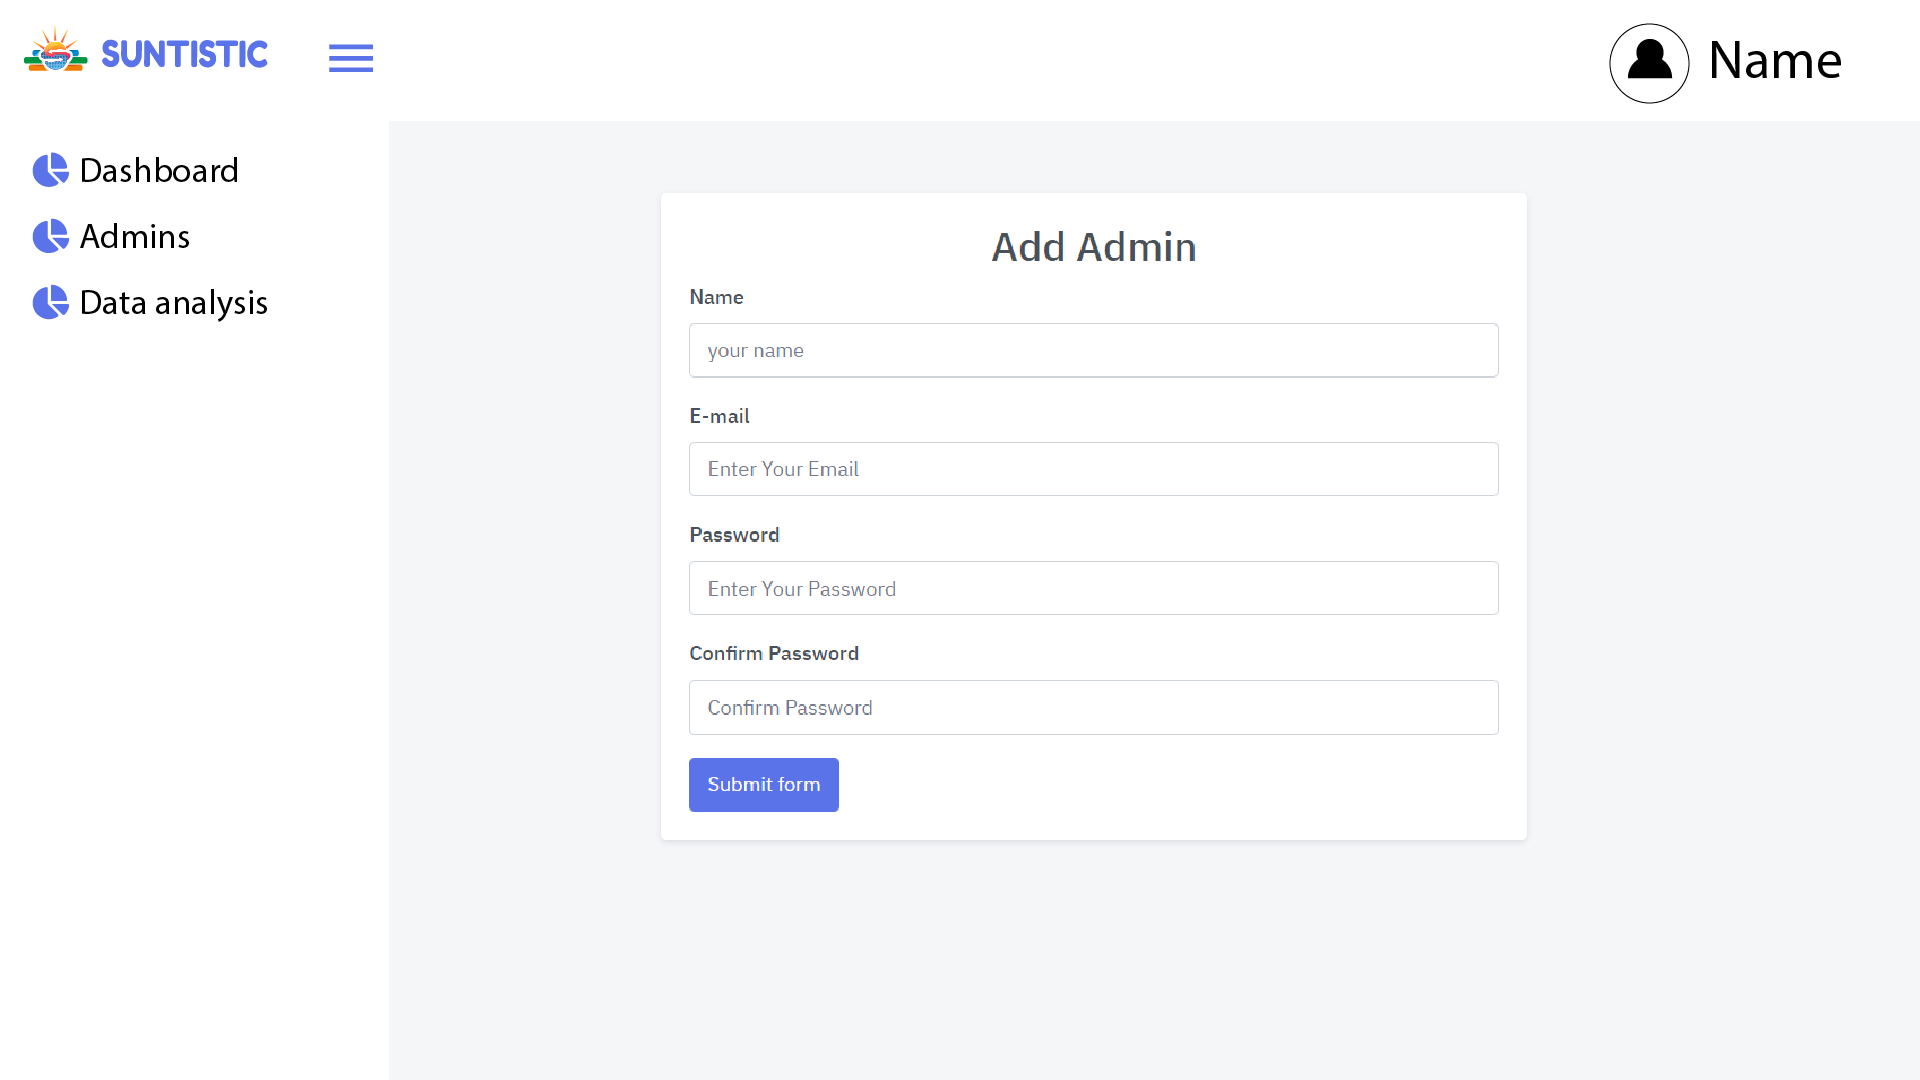 SUNTISTIC
Name
Dashboard
Admins
Data analysis
Add Admin
Name
your name
E-mail
Enter Your Email
Password
Enter Your Password
Confirm Password
Confirm Password
Submit form